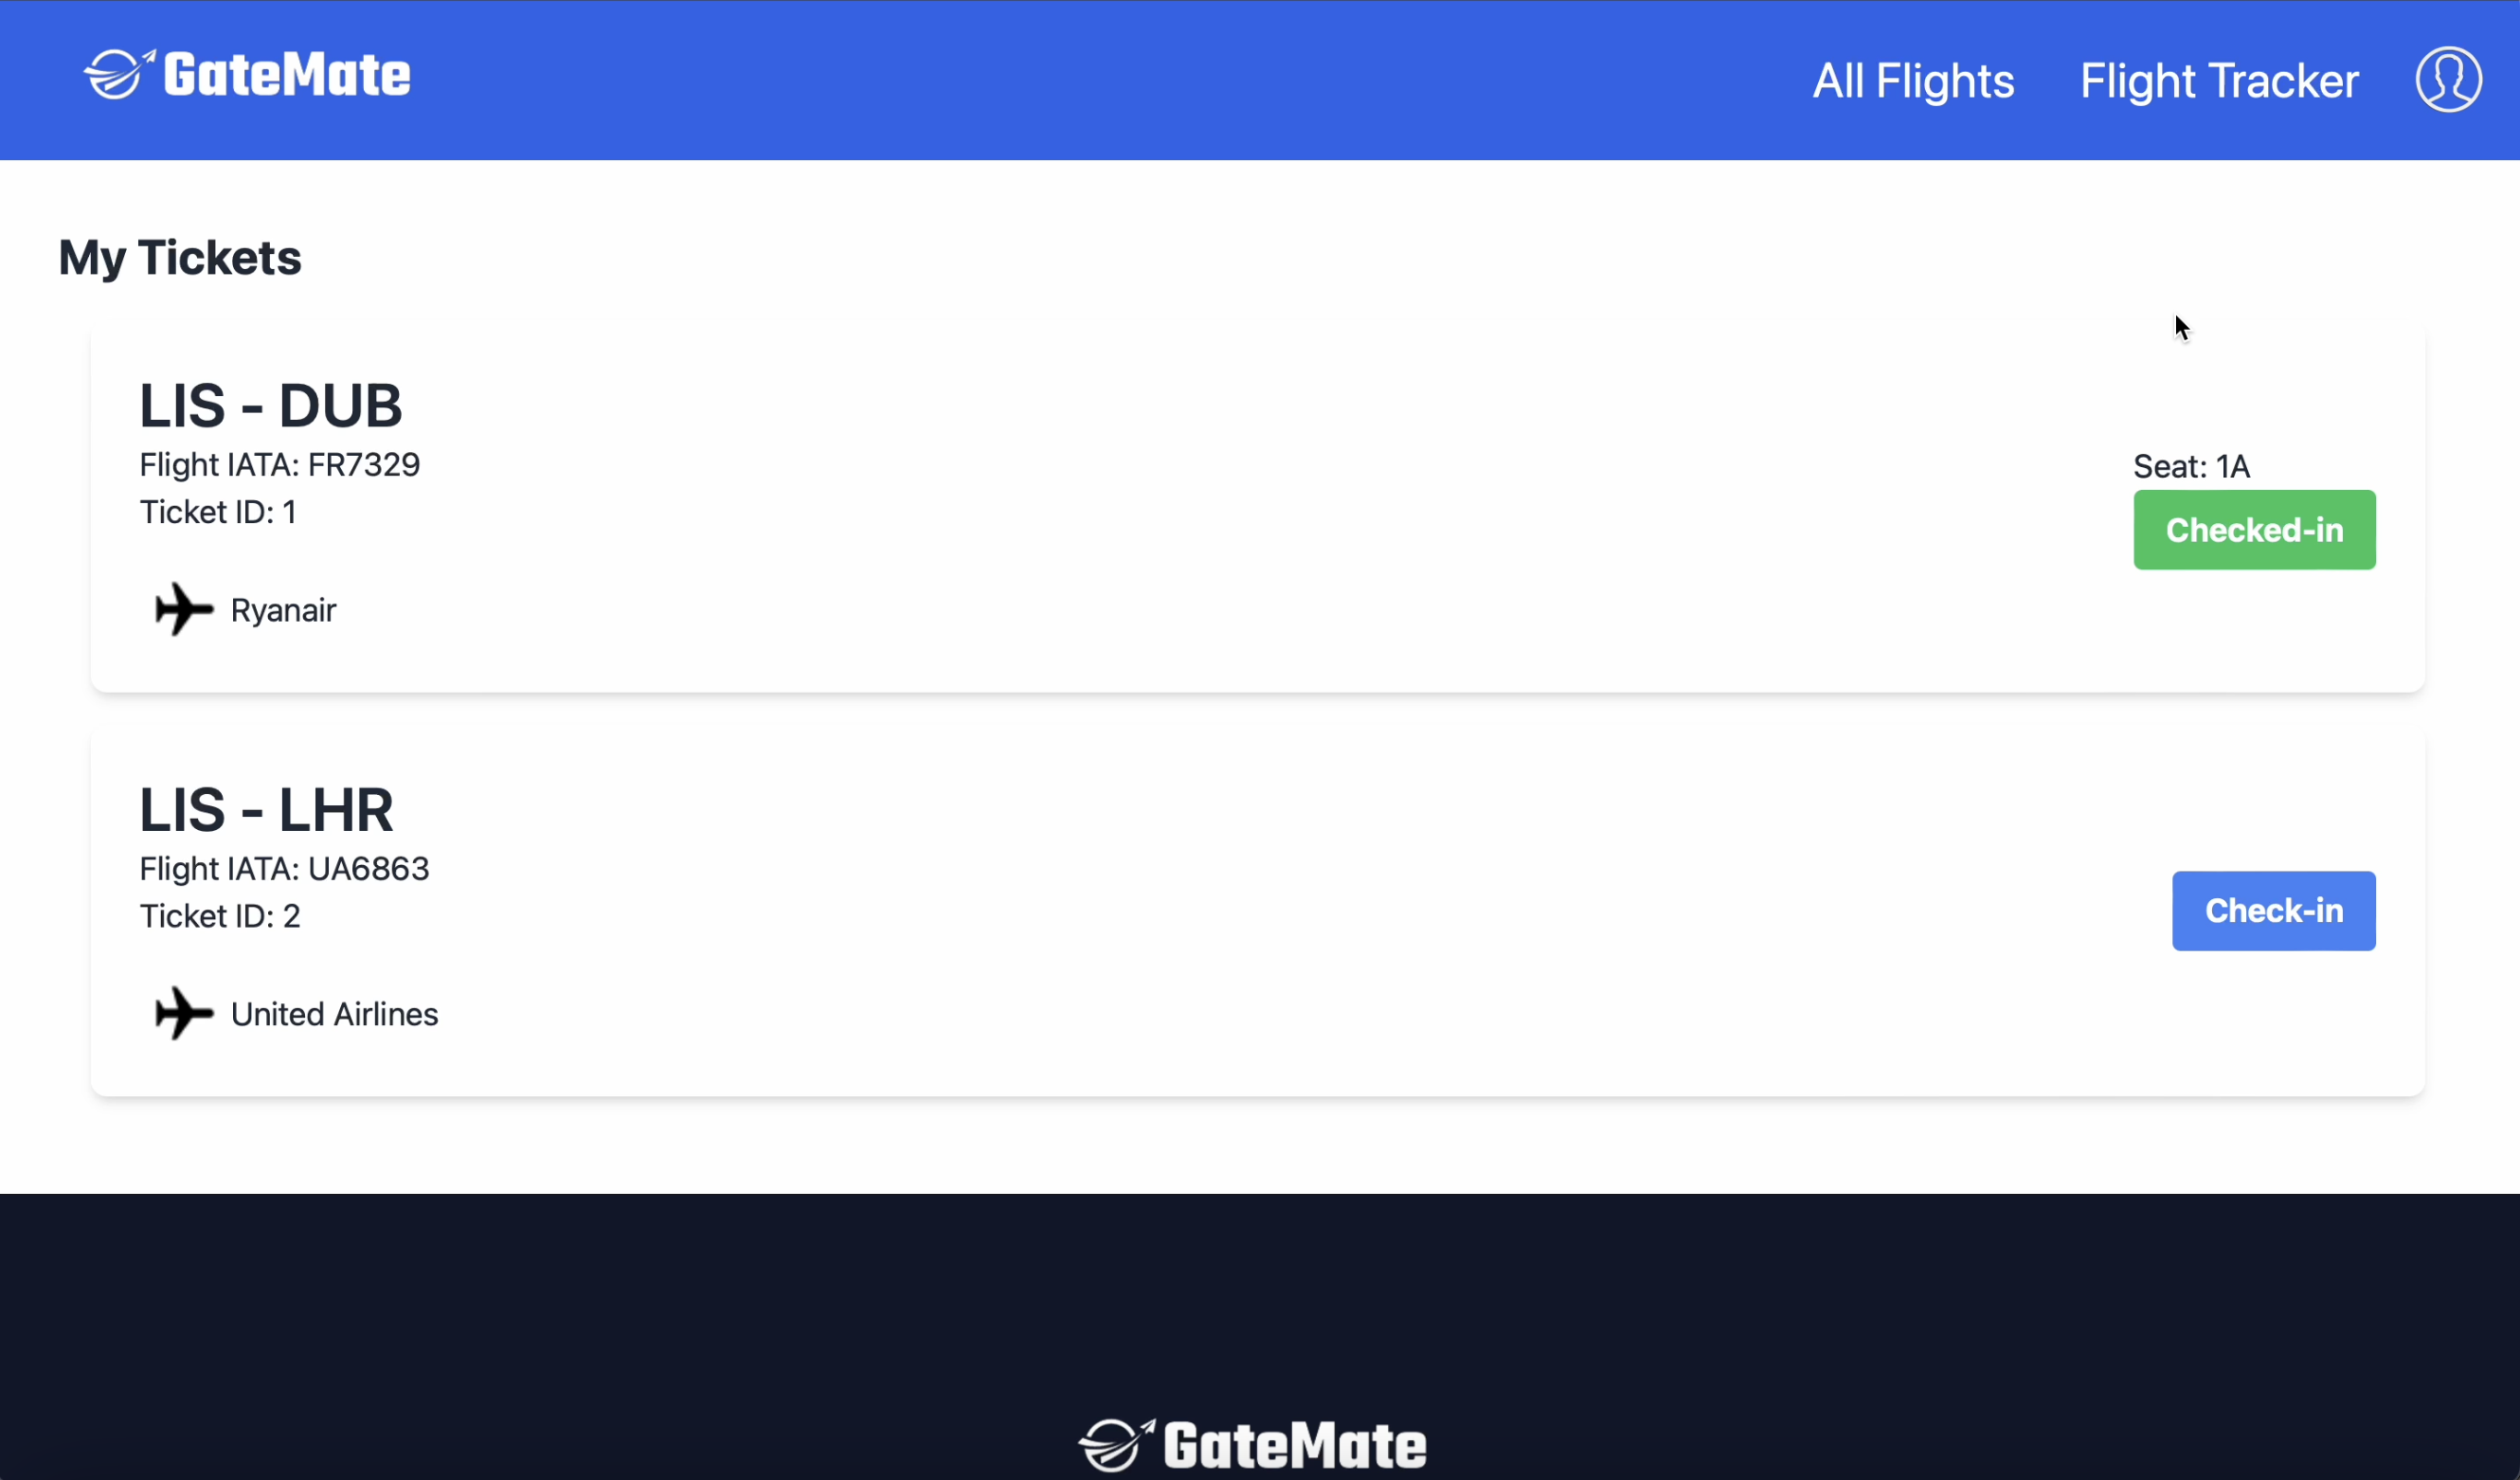 GateMate
All Flights
Flight Tracker
My Tickets
LIS - DUB
Flight IATA: FR7329
Ticket ID: 1
Seat: 1A
Checked-in
Ryanair
LIS - LHR
Flight IATA: UA6863
Ticket ID: 2
Check-in
United Airlines
GateMate